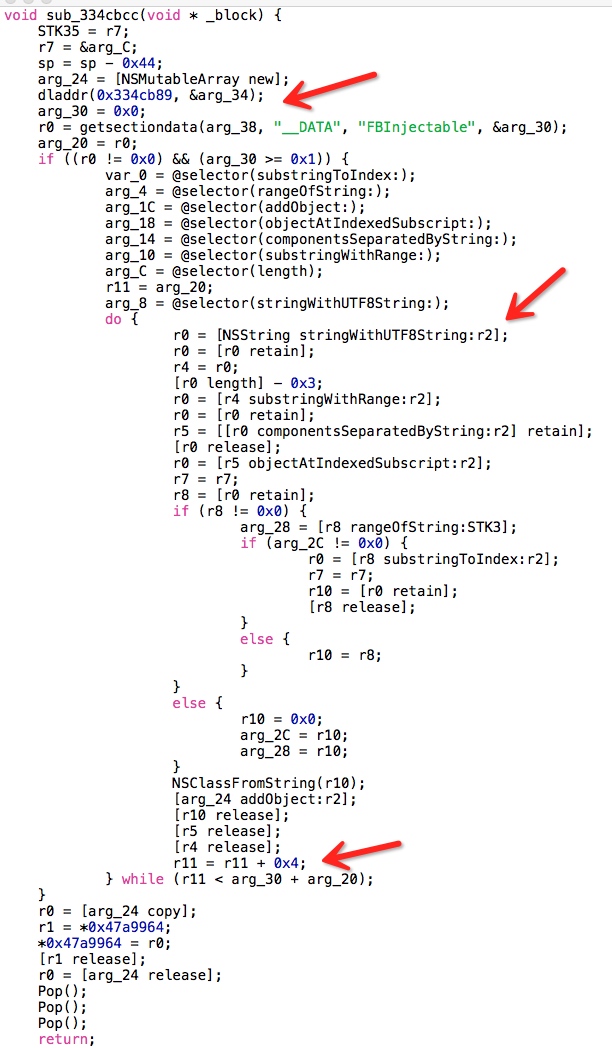 void sub_334cbcc(void * _block) {
    STK35 = r7;
    r7 = &arg_C;
    sp = sp - 0x44;
    arg_24 = [NSMutableArray new];
    dladdr(0x334cb89, &arg_34);
    arg_30 = 0x0;
    r0 = getsectiondata(arg_38, "__DATA", "FBInjectable", &arg_30);
    arg_20 = r0;
    if ((r0 != 0x0) && (arg_30 >= 0x1)) {
            var_0 = @selector(substringToIndex:);
            arg_4 = @selector(rangeOfString:);
            arg_1C = @selector(addObject:);
            arg_18 = @selector(objectAtIndexedSubscript:);
            arg_14 = @selector(componentsSeparatedByString:);
            arg_10 = @selector(substringWithRange:);
            arg_C = @selector(length);
            r11 = arg_20;
            arg_8 = @selector(stringWithUTF8String:);
            do {
                    r0 = [NSString stringWithUTF8String:r2];
                    r0 = [r0 retain];
                    r4 = r0;
                    [r0 length] - 0x3;
                    r0 = [r4 substringWithRange:r2];
                    r0 = [r0 retain];
                    r5 = [[r0 componentsSeparatedByString:r2] retain];
                    [r0 release];
                    r0 = [r5 objectAtIndexedSubscript:r2];
                    r7 = r7;
                    r8 = [r0 retain];
                    if (r8 != 0x0) {
                            arg_28 = [r8 rangeOfString:STK3];
                            if (arg_2C != 0x0) {
                                    r0 = [r8 substringToIndex:r2];
                                    r7 = r7;
                                    r10 = [r0 retain];
                                    [r8 release];
                            }
                            else {
                                    r10 = r8;
                            }
                    }
                    else {
                            r10 = 0x0;
                            arg_2C = r10;
                            arg_28 = r10;
                    }
                    NSClassFromString(r10);
                    [arg_24 addObject:r2];
                    [r10 release];
                    [r5 release];
                    [r4 release];
                    r11 = r11 + 0x4;
            } while (r11 < arg_30 + arg_20);
    }
    r0 = [arg_24 copy];
    r1 = *0x47a9964;
    *0x47a9964 = r0;
    [r1 release];
    r0 = [arg_24 release];
    Pop();
    Pop();
    Pop();
    return;